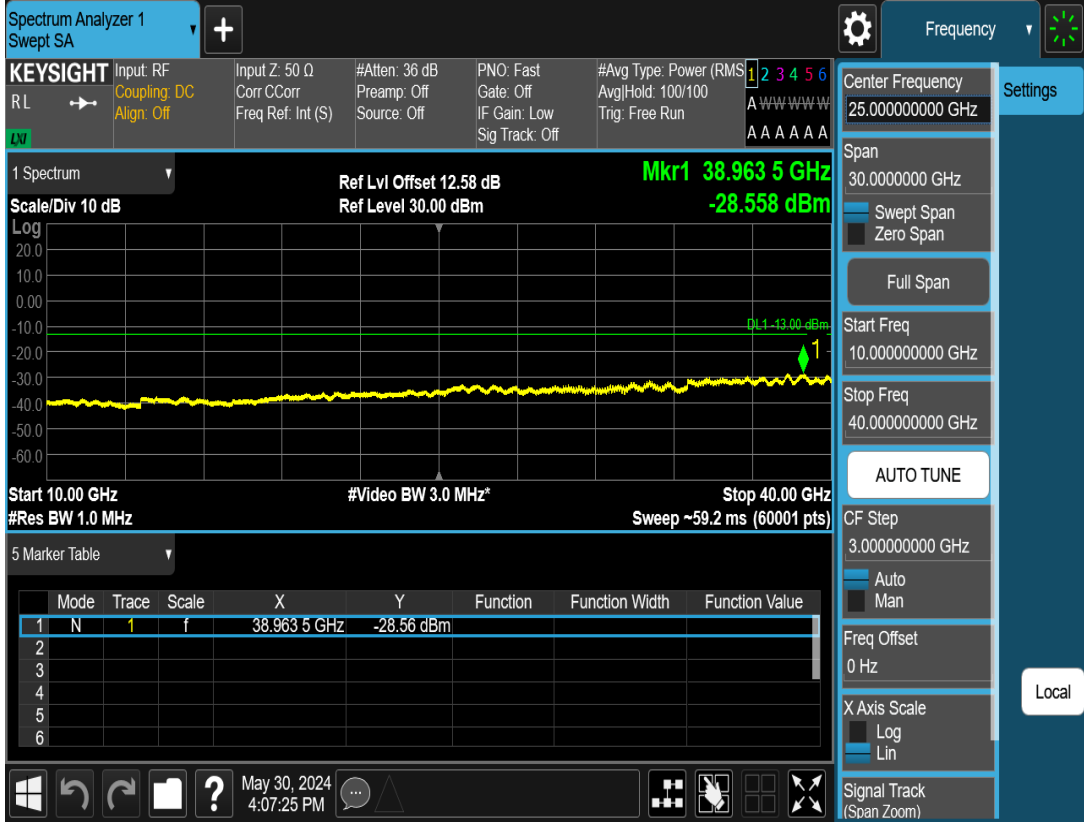 Spectrum Analyzer 1
Swept SA
Frequency
KEYSIGHT
RL
LXI
Input: RF
Coupling: DC
Align: Off
Input Z: 50 Ω
Corr CCorr
Freq Ref: Int (S)
#Atten: 36 dB
Preamp: Off
Source: Off
PNO: Fast
Gate: Off
IF Gain: Low
Sig Track: Off
#Avg Type: Power (RMS
Avg|Hold: 100/100
Trig: Free Run
1 2 3 4 5 6
A W W W W W
A A A A A A
1 Spectrum
Scale/Div 10 dB
Ref Lvl Offset 12.58 dB
Ref Level 30.00 dBm
Mkr1 38.963 5 GHz
-28.558 dBm
Log
20.0
10.0
0.00
-10.0
-20.0
-30.0
-40.0
-50.0
-60.0
DL1 -13.00 dBm
1
Start 10.00 GHz
#Video BW 3.0 MHz*
Stop 40.00 GHz
#Res BW 1.0 MHz
Sweep ~59.2 ms (60001 pts)
5 Marker Table
Mode Trace Scale X Y Function Function Width Function Value
1 N 1 f 38.963 5 GHz -28.56 dBm
2
3
4
5
6
?
May 30, 2024
4:07:25 PM
Center Frequency
25.000000000 GHz
Span
30.0000000 GHz
Swept Span
Zero Span
Full Span
Start Freq
10.000000000 GHz
Stop Freq
40.000000000 GHz
AUTO TUNE
CF Step
3.000000000 GHz
Auto
Man
Freq Offset
0 Hz
X Axis Scale
Log
Lin
Signal Track
(Span Zoom)
Settings
Local